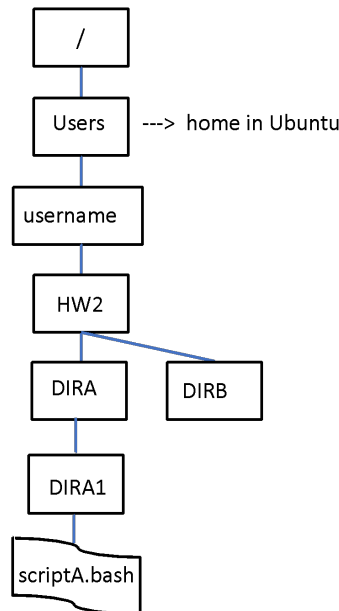 /
Users ---> home in Ubuntu
username
HW2
DIRA DIRB
DIRA1
scriptA.bash